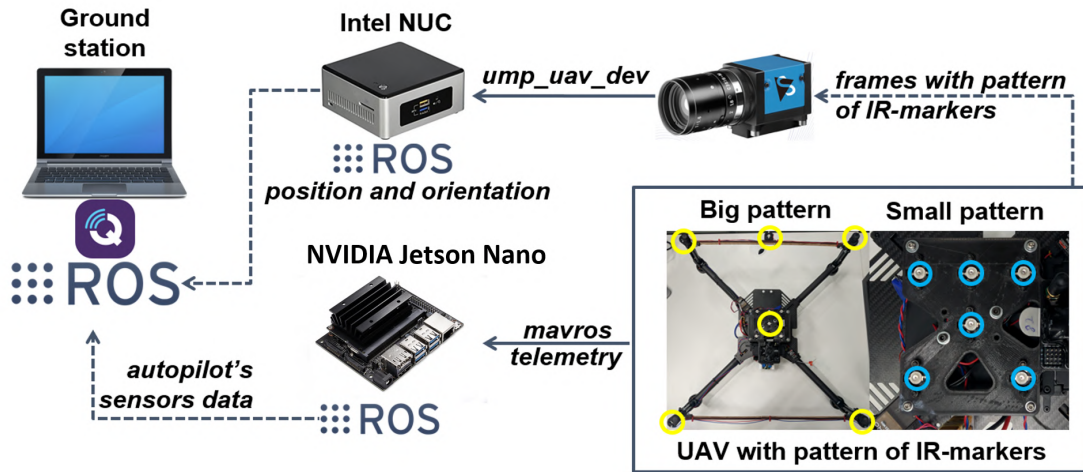 Ground
station
Intel NUC
ump_uav_dev
frames with pattern
of IR-markers
ROS
position and orientation
Q
ROS
NVIDIA Jetson Nano
mavros
telemetry
autopilot's
sensors data
ROS
Big pattern
Small pattern
UAV with pattern of IR-markers